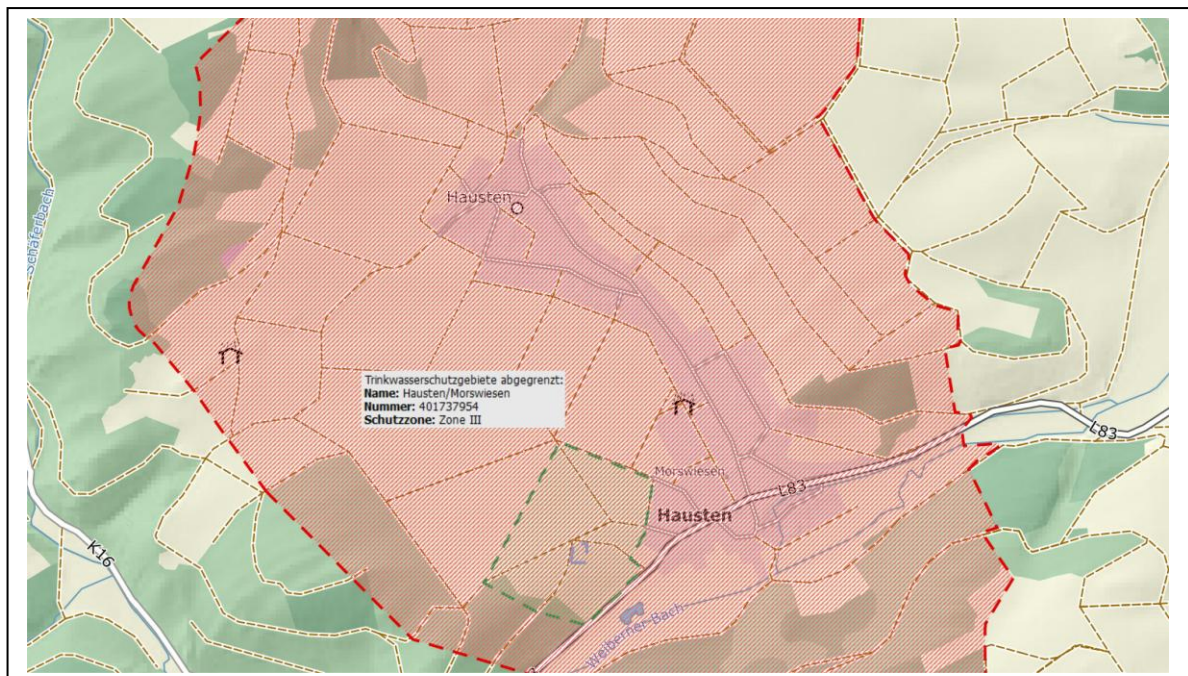 Hausten
Schäferbach
Trinkwasserschutzgebiete abgegrenzt:
Name: Hausten/Morswiesen
Nummer: 401737954
Schutzzone: Zone III
L83
Morswiesen
L83
Hausten
K16
Weiberner-Bach